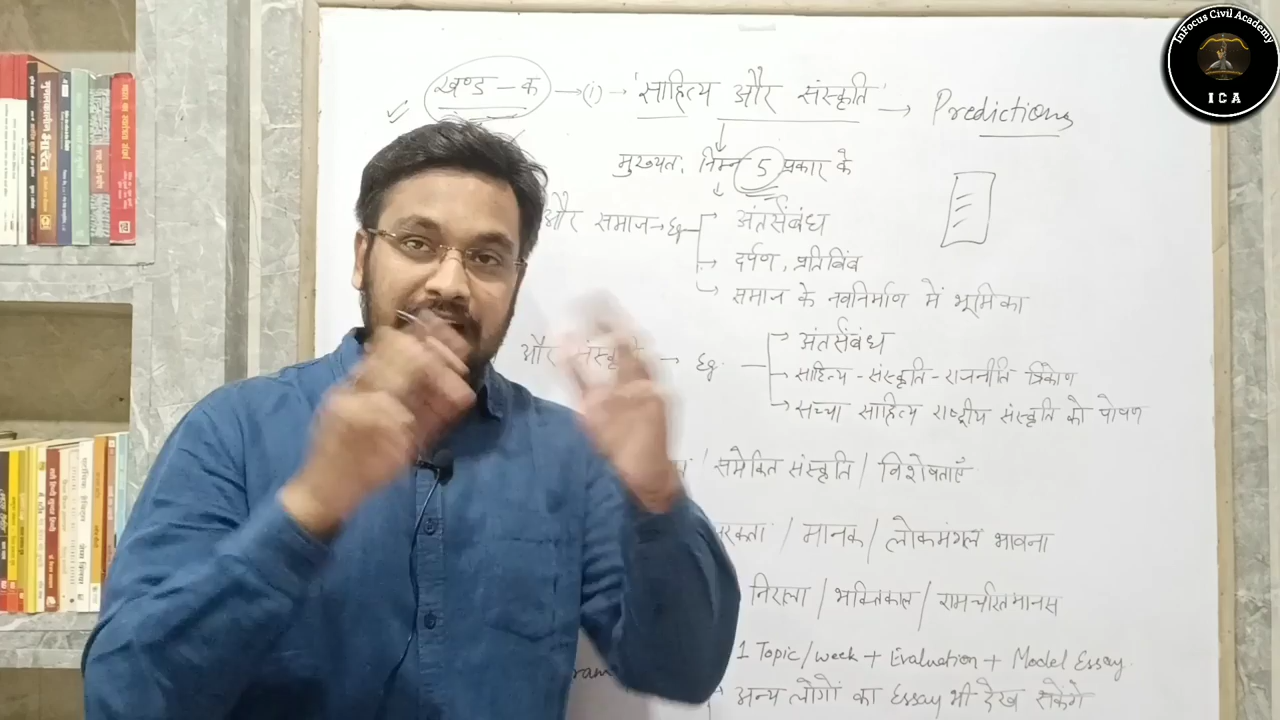 InFocus Civil Academy
ICA
खण्ड - क → (i) → 'साहित्य और संस्कृति' → Predictions
मुख्यतः निम्न 5 प्रकार के
और समाज → eg
अंतर्संबंध
दर्पण, प्रतिबिंब
समाज के नवनिर्माण में भूमिका
और संस्कृति → eg.
अंतर्संबंध
साहित्य - संस्कृति - राजनीति त्रिकोण
सच्चा साहित्य राष्ट्रीय संस्कृति को पोषण
समेकित संस्कृति / विशेषताएँ
/ मानक / लोकमंगल भावना
निराला / भक्तिकाल / रामचरितमानस
1 Topic/week + Evaluation + Model Essay.
अन्य लोगों का Essay भी देख सकेंगे